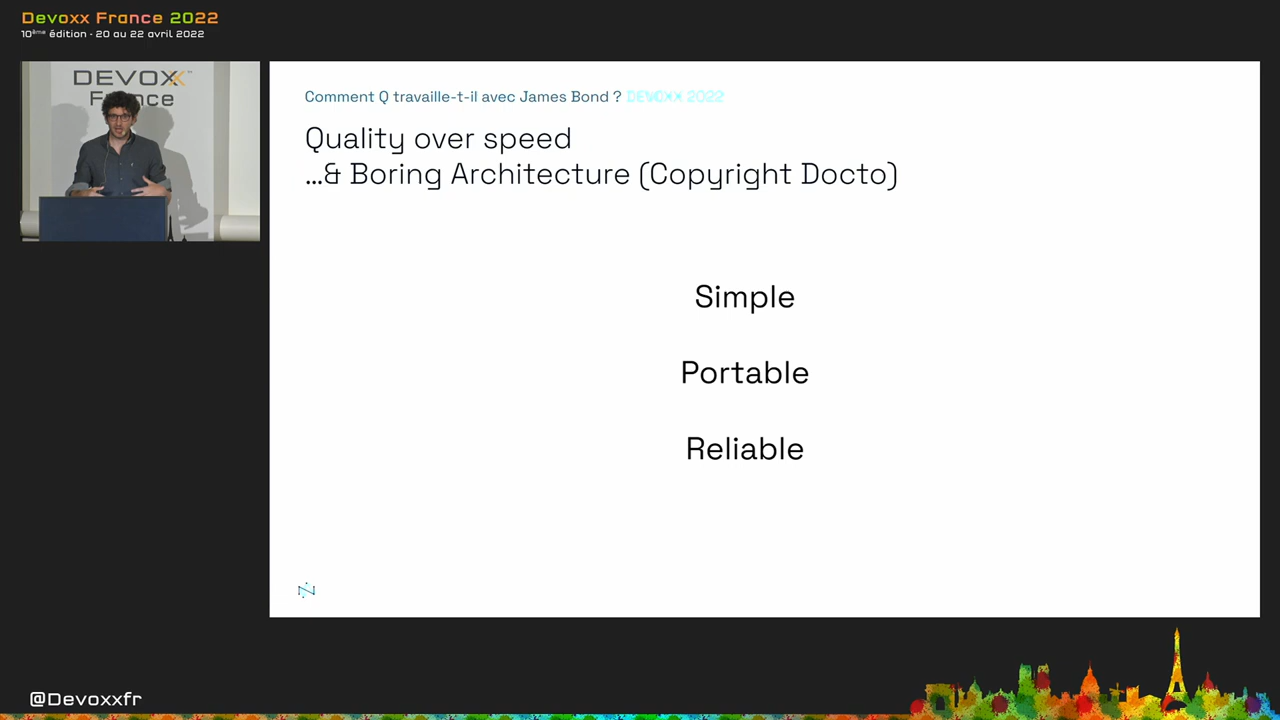 Devoxx France 2022
10ème édition · 20 au 22 avril 2022
DEVOXX™
France
Comment Q travaille-t-il avec James Bond ? DEVOXX 2022
Quality over speed
...& Boring Architecture (Copyright Docto)
Simple
Portable
Reliable
@Devoxxfr